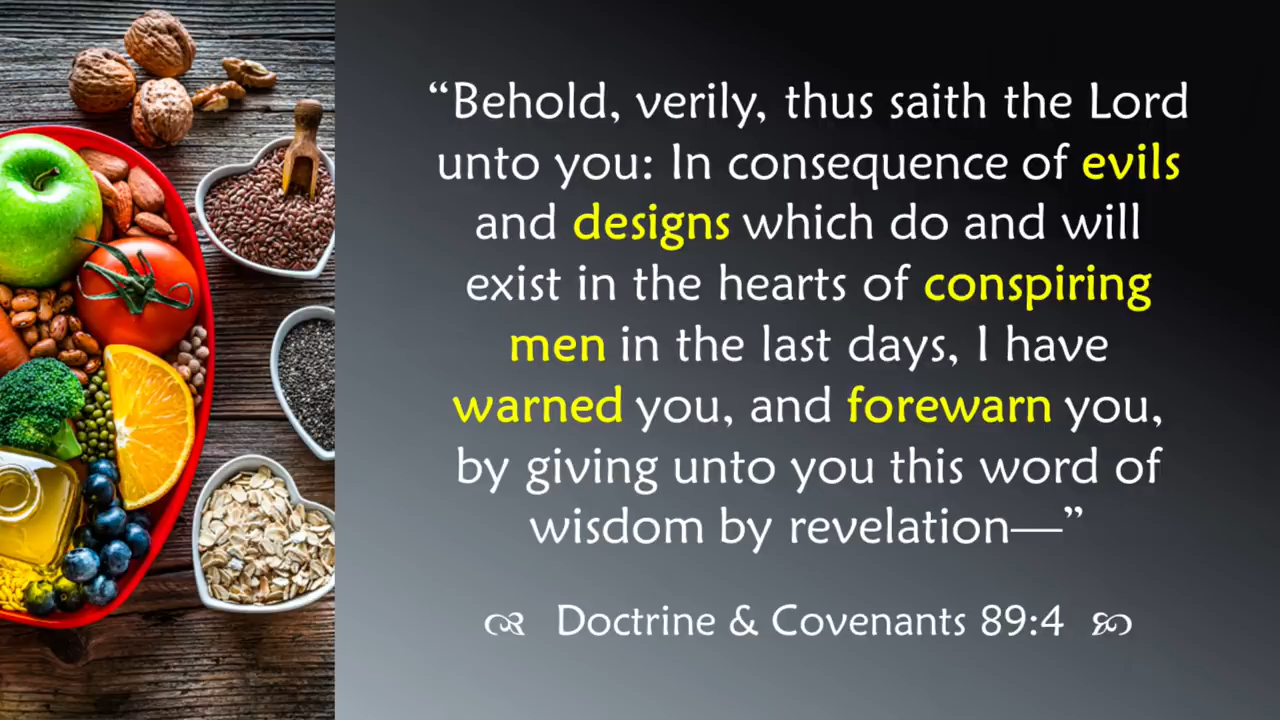 “Behold, verily, thus saith the Lord
unto you: In consequence of evils
and designs which do and will
exist in the hearts of conspiring
men in the last days, I have
warned you, and forewarn you,
by giving unto you this word of
wisdom by revelation—”
Doctrine & Covenants 89:4